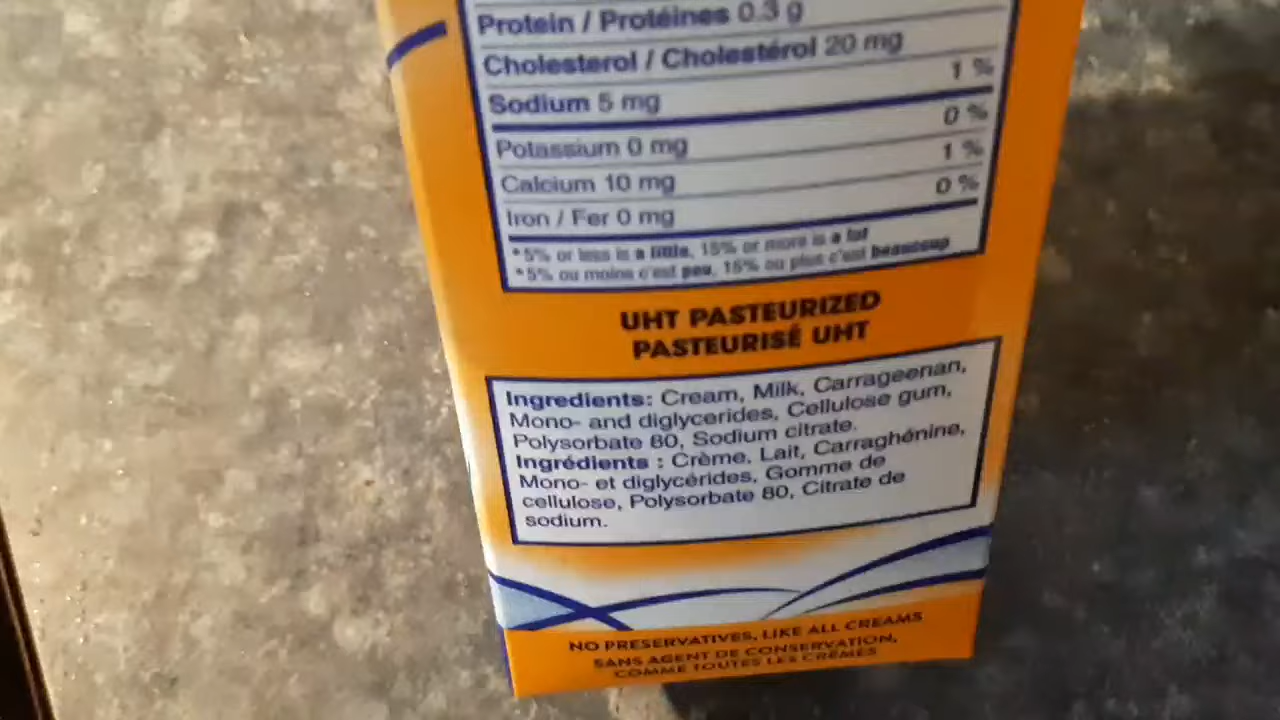 Protein / Protéines 0.3 g
Cholesterol / Cholestérol 20 mg
Sodium 5 mg 1 %
Potassium 0 mg 0 %
Calcium 10 mg 1 %
Iron / Fer 0 mg 0 %
*5% or less is a little, 15% or more is a lot
*5% ou moins c'est peu, 15% ou plus c'est beaucoup
UHT PASTEURIZED
PASTEURISÉ UHT
Ingredients: Cream, Milk, Carrageenan,
Mono- and diglycerides, Cellulose gum,
Polysorbate 80, Sodium citrate.
Ingrédients : Crème, Lait, Carraghénine,
Mono- et diglycérides, Gomme de
cellulose, Polysorbate 80, Citrate de
sodium.
NO PRESERVATIVES, LIKE ALL CREAMS
SANS AGENT DE CONSERVATION,
COMME TOUTES LES CRÈMES